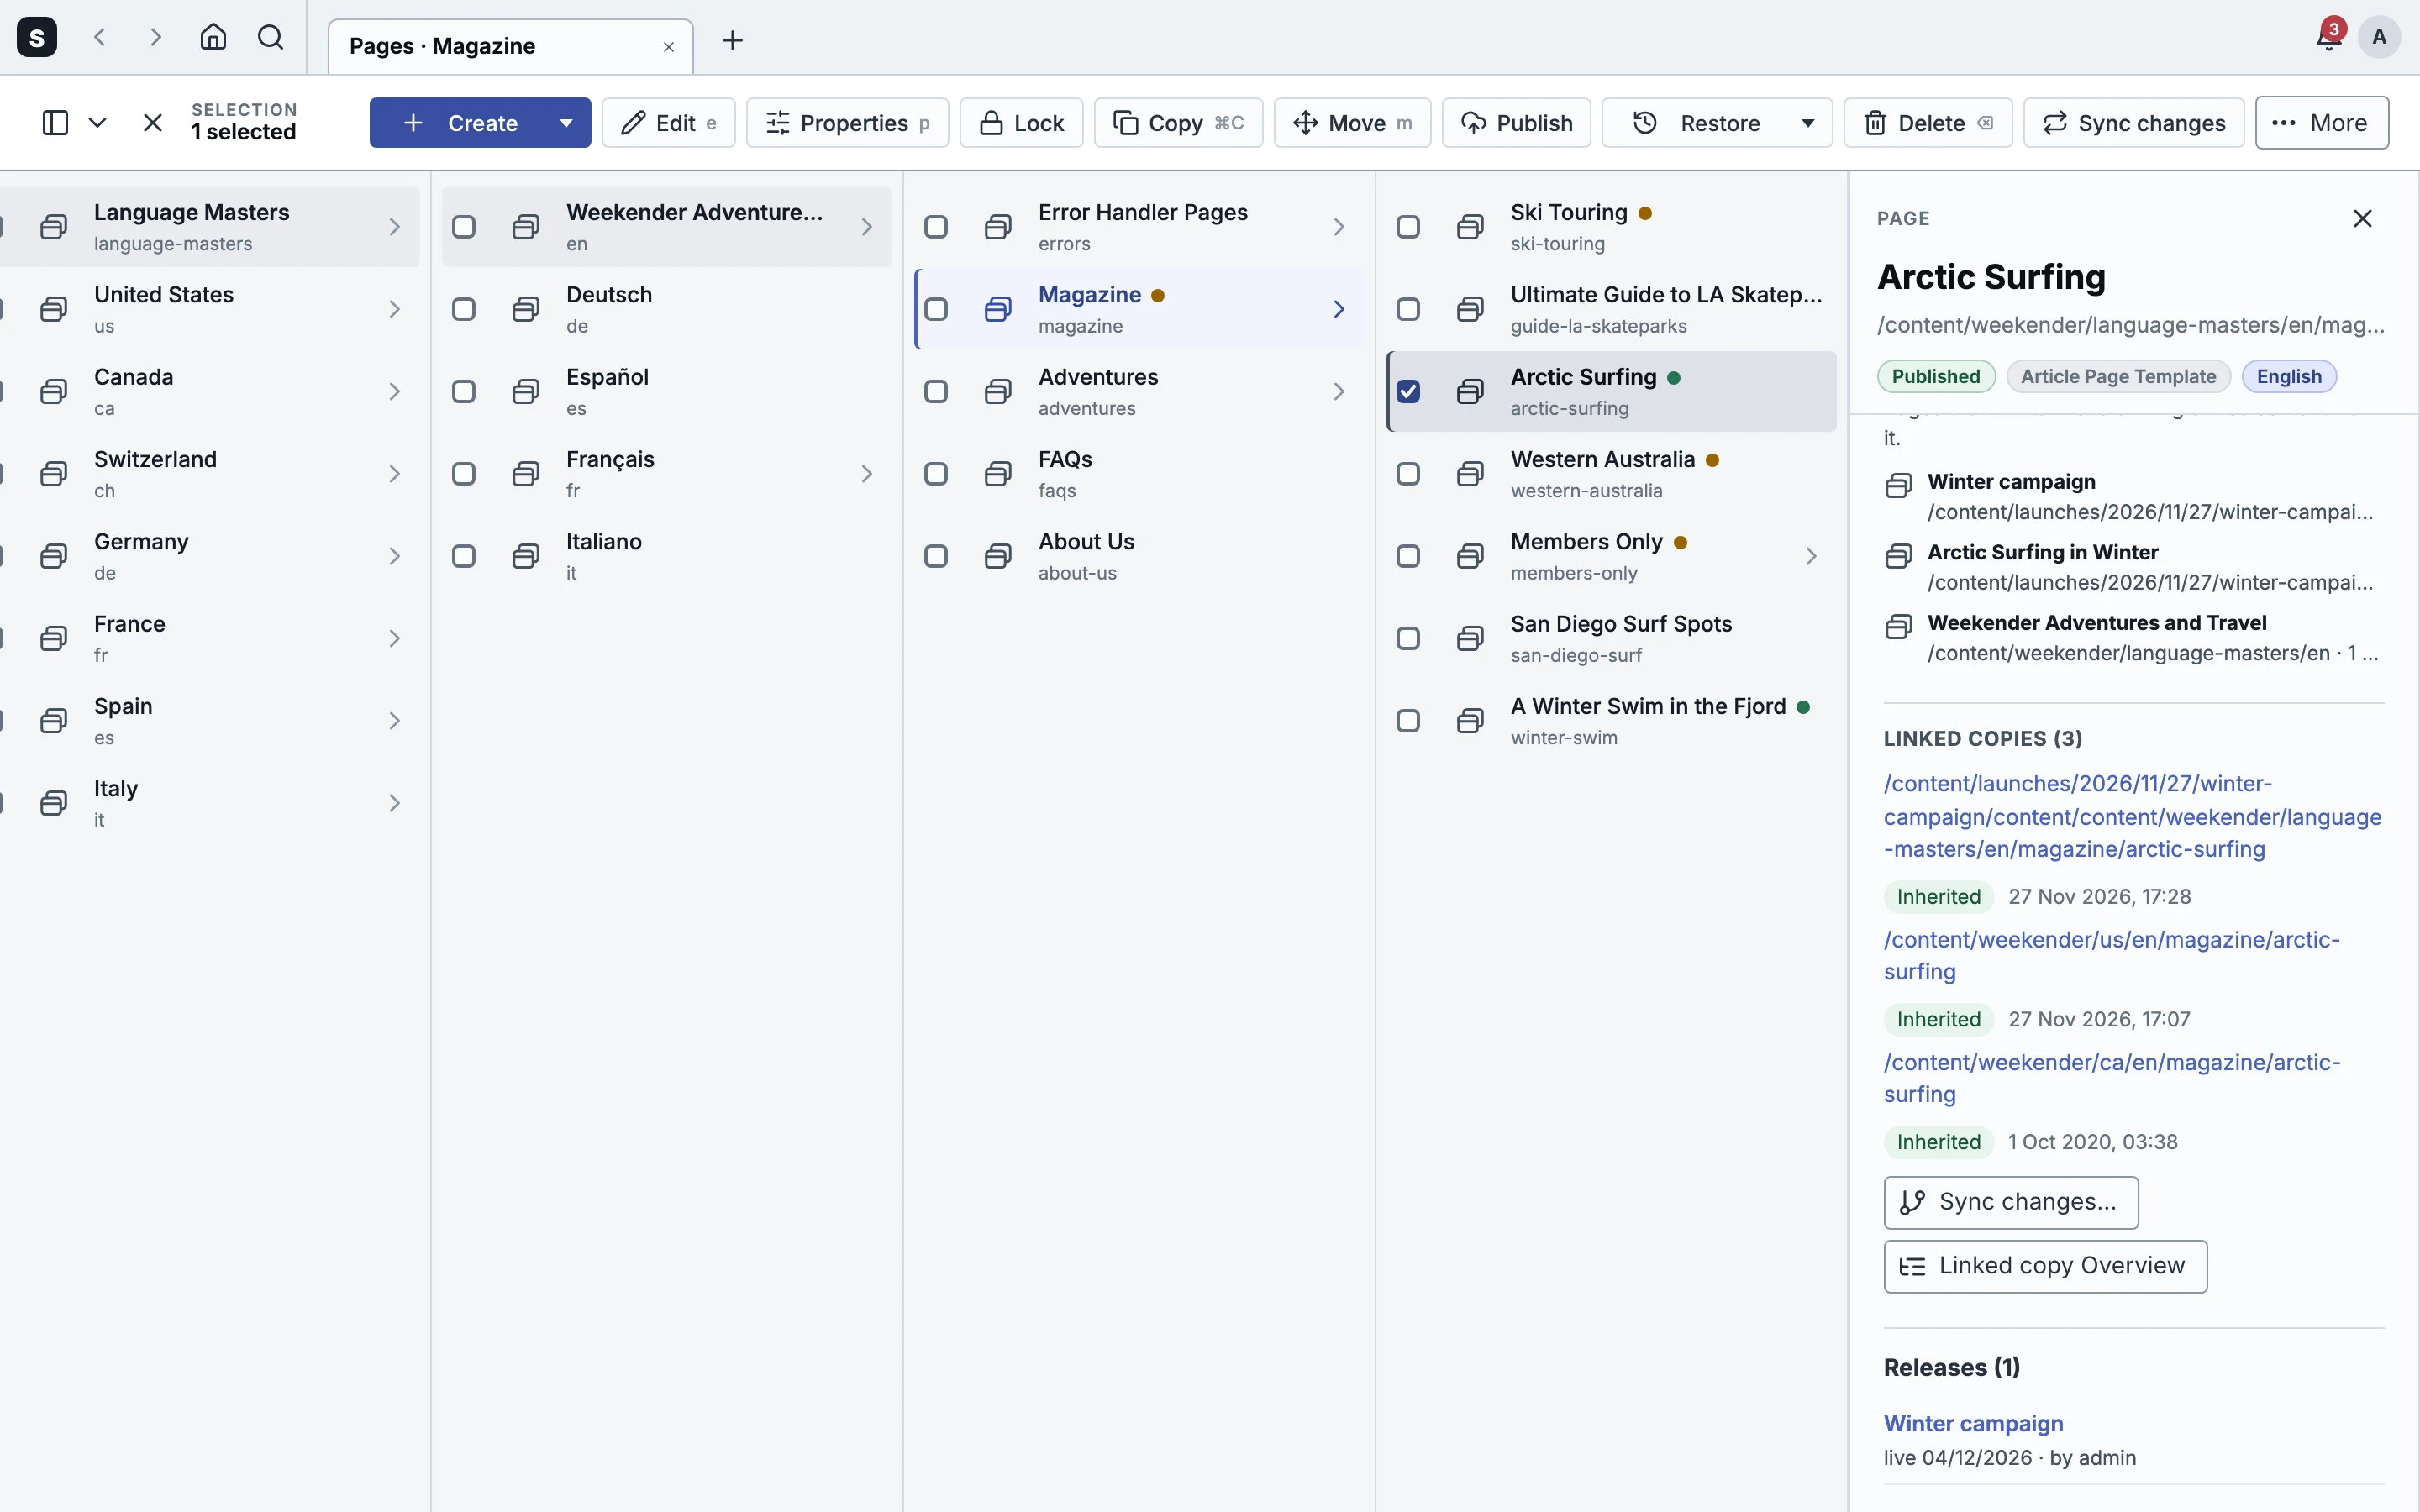 S
Pages · Magazine
3
A
SELECTION
1 selected
Create
Edit e
Properties p
Lock
Copy ⌘C
Move m
Publish
Restore
Delete
Sync changes
More
Language Masters
language-masters
United States
us
Canada
ca
Switzerland
ch
Germany
de
France
fr
Spain
es
Italy
it
Weekender Adventure...
en
Deutsch
de
Español
es
Français
fr
Italiano
it
Error Handler Pages
errors
Magazine
magazine
Adventures
adventures
FAQs
faqs
About Us
about-us
Ski Touring
ski-touring
Ultimate Guide to LA Skatep...
guide-la-skateparks
Arctic Surfing
arctic-surfing
Western Australia
western-australia
Members Only
members-only
San Diego Surf Spots
san-diego-surf
A Winter Swim in the Fjord
winter-swim
PAGE
Arctic Surfing
/content/weekender/language-masters/en/mag...
Published
Article Page Template
English
it.
Winter campaign
/content/launches/2026/11/27/winter-campai...
Arctic Surfing in Winter
/content/launches/2026/11/27/winter-campai...
Weekender Adventures and Travel
/content/weekender/language-masters/en · 1 ...
LINKED COPIES (3)
/content/launches/2026/11/27/winter-
campaign/content/content/weekender/language
-masters/en/magazine/arctic-surfing
Inherited 27 Nov 2026, 17:28
/content/weekender/us/en/magazine/arctic-
surfing
Inherited 27 Nov 2026, 17:07
/content/weekender/ca/en/magazine/arctic-
surfing
Inherited 1 Oct 2020, 03:38
Sync changes...
Linked copy Overview
Releases (1)
Winter campaign
live 04/12/2026 · by admin